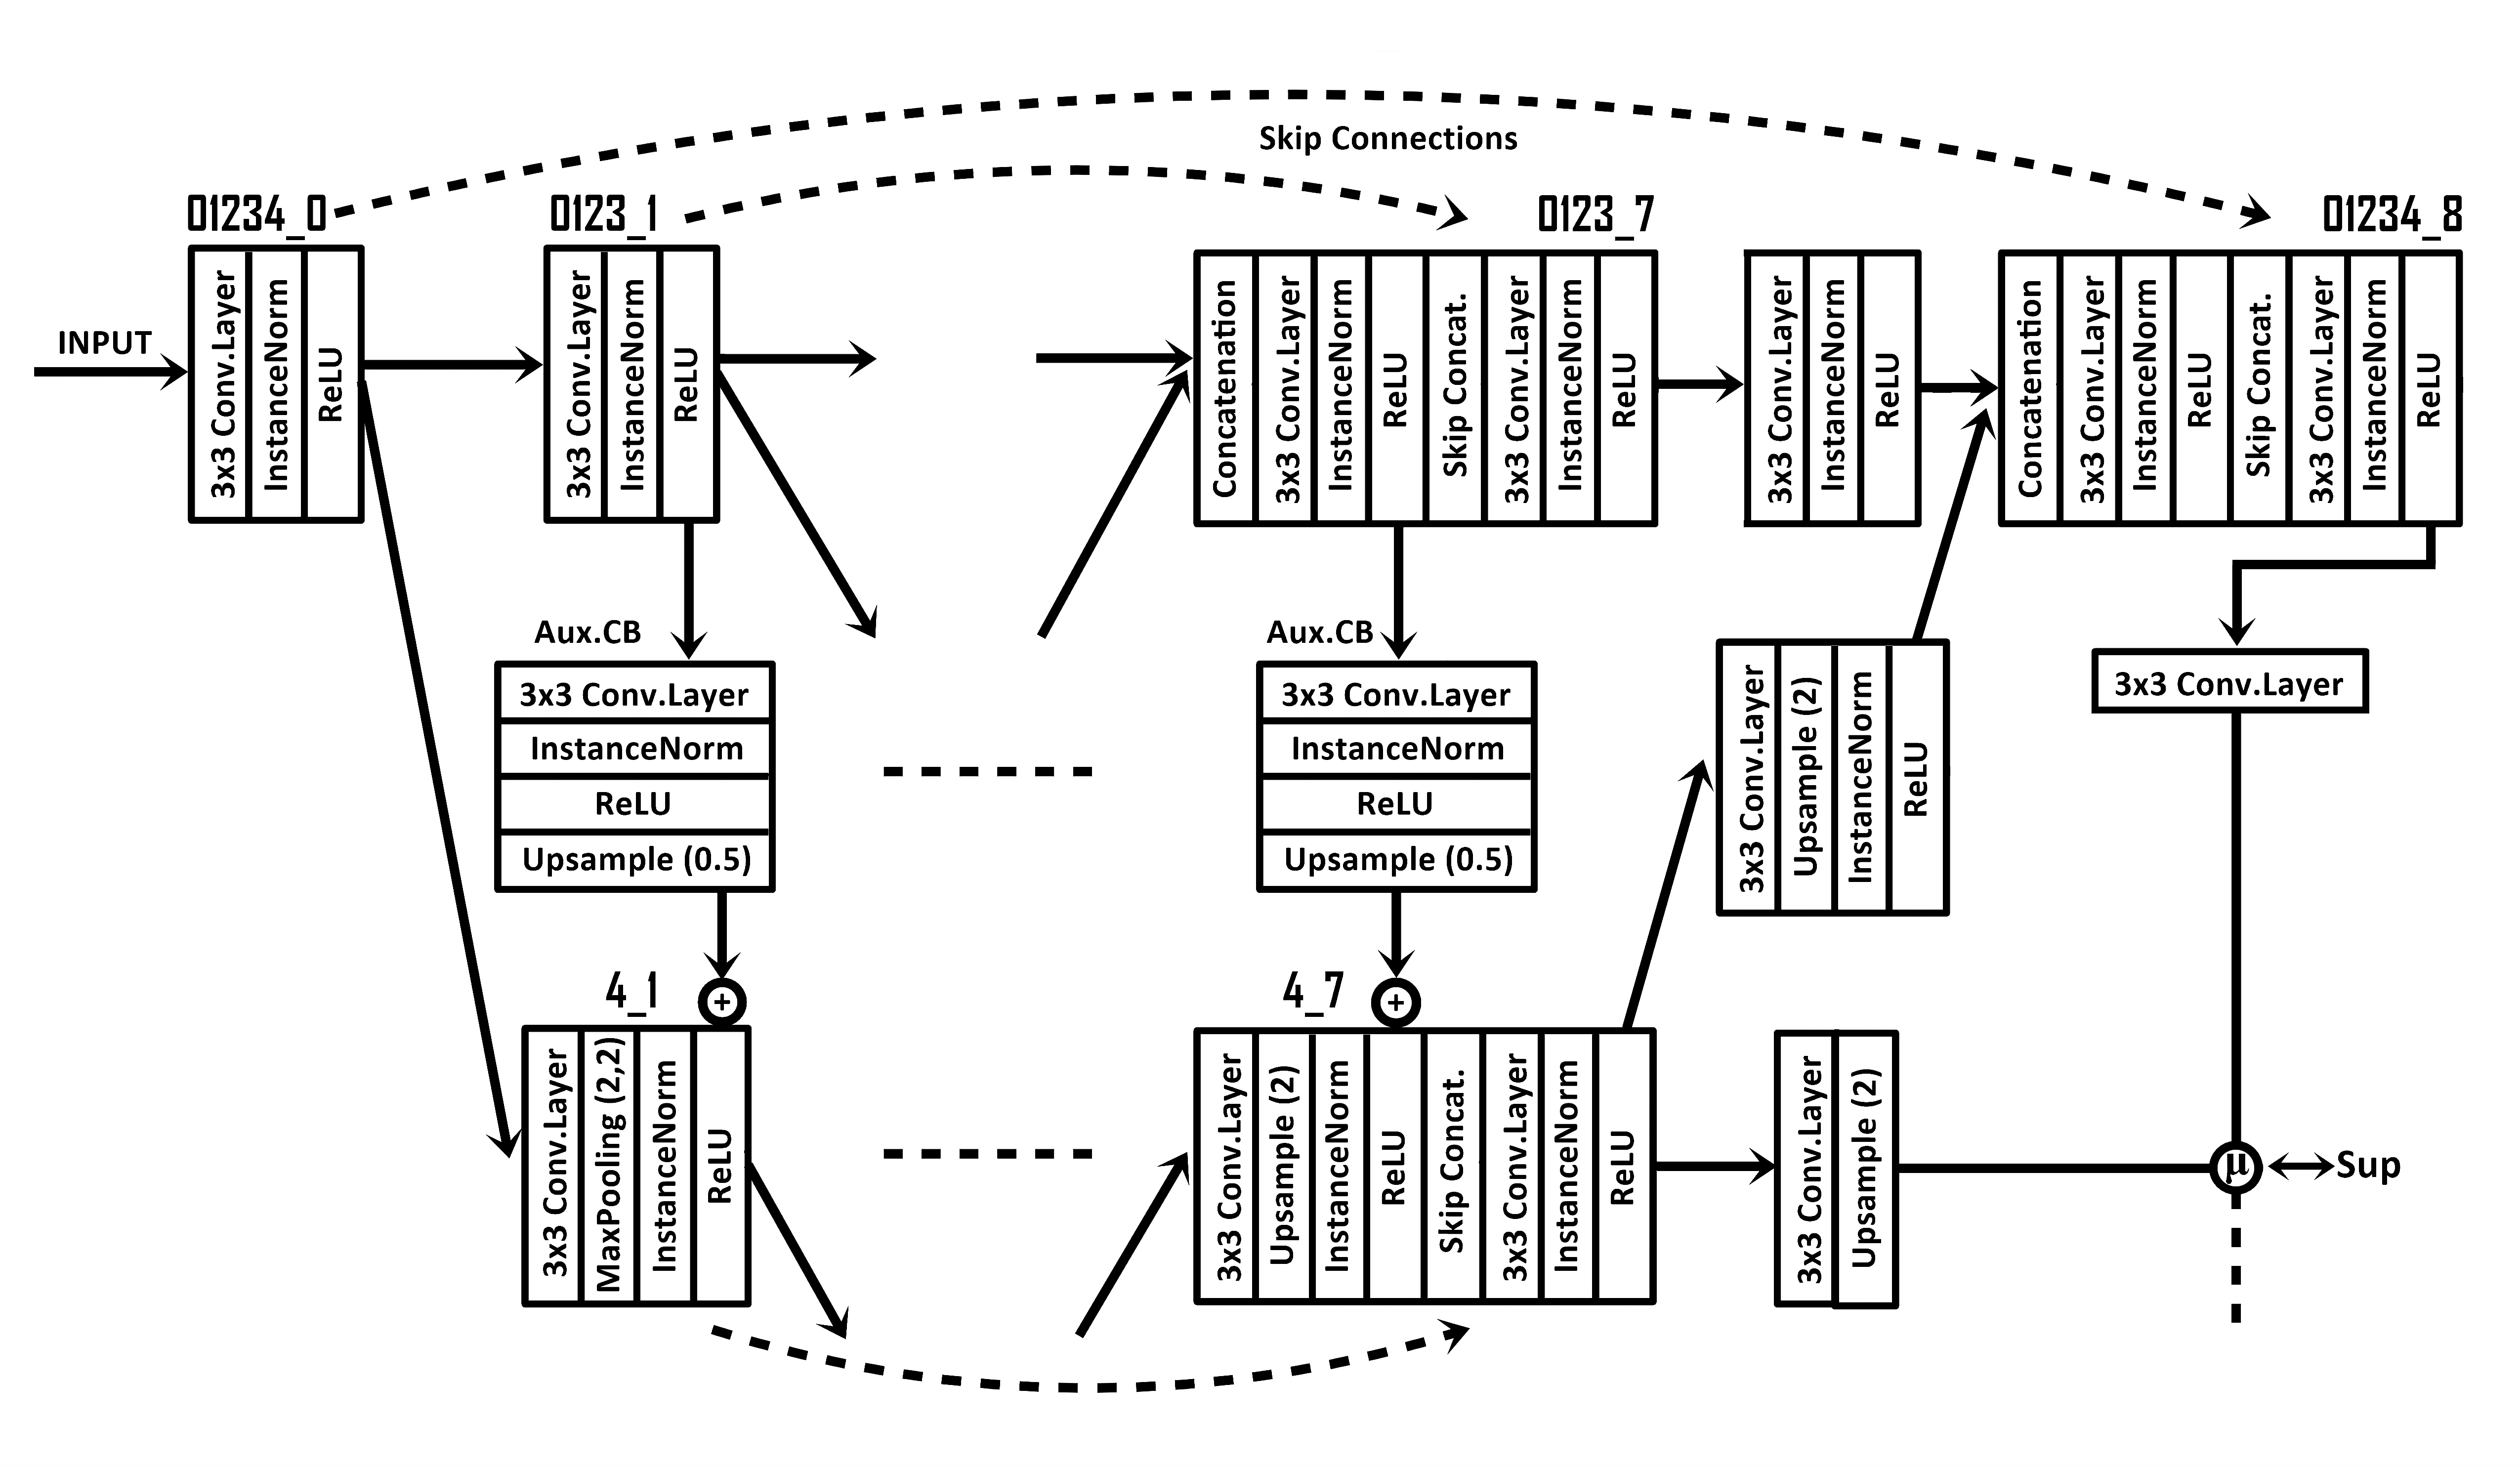 Skip Connections
01234_0
0123_1
0123_7
01234_8
INPUT
3x3 Conv.Layer
InstanceNorm
ReLU
3x3 Conv.Layer
InstanceNorm
ReLU
Concatenation
3x3 Conv.Layer
InstanceNorm
ReLU
Skip Concat.
3x3 Conv.Layer
InstanceNorm
ReLU
3x3 Conv.Layer
InstanceNorm
ReLU
Concatenation
3x3 Conv.Layer
InstanceNorm
ReLU
Skip Concat.
3x3 Conv.Layer
InstanceNorm
ReLU
Aux.CB
3x3 Conv.Layer
InstanceNorm
ReLU
Upsample (0.5)
Aux.CB
3x3 Conv.Layer
InstanceNorm
ReLU
Upsample (0.5)
3x3 Conv.Layer
Upsample (2)
InstanceNorm
ReLU
3x3 Conv.Layer
4_1
+
3x3 Conv.Layer
MaxPooling (2,2)
InstanceNorm
ReLU
4_7
+
3x3 Conv.Layer
Upsample (2)
InstanceNorm
ReLU
Skip Concat.
3x3 Conv.Layer
InstanceNorm
ReLU
3x3 Conv.Layer
Upsample (2)
µ
Sup